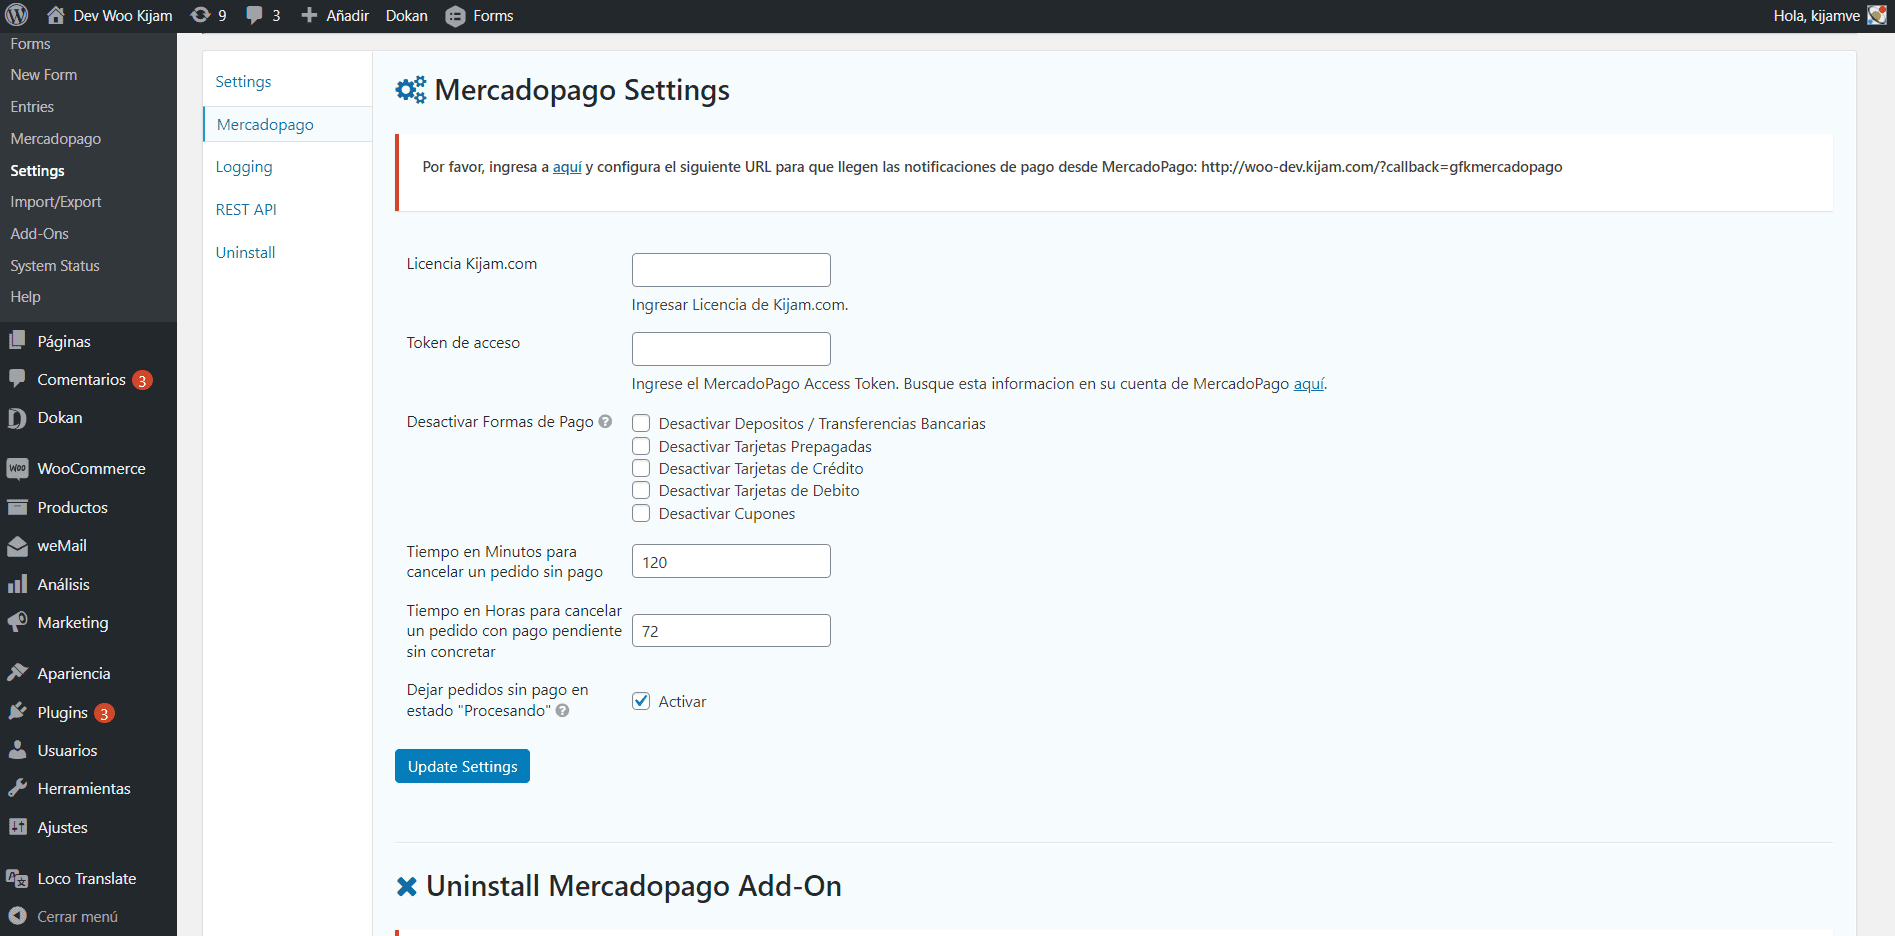 Dev Woo Kijam 9 3 Añadir Dokan Forms Hola, kijamve
Forms
New Form
Entries
Mercadopago
Settings
Import/Export
Add-Ons
System Status
Help
Páginas
Comentarios 3
Dokan
WooCommerce
Productos
weMail
Análisis
Marketing
Apariencia
Plugins 3
Usuarios
Herramientas
Ajustes
Loco Translate
Cerrar menú
Settings
Mercadopago
Logging
REST API
Uninstall
Mercadopago Settings
Por favor, ingresa a aquí y configura el siguiente URL para que llegen las notificaciones de pago desde MercadoPago: http://woo-dev.kijam.com/?callback=gfkmercadopago
Licencia Kijam.com
Ingresar Licencia de Kijam.com.
Token de acceso
Ingrese el MercadoPago Access Token. Busque esta informacion en su cuenta de MercadoPago aquí.
Desactivar Formas de Pago
Desactivar Depositos / Transferencias Bancarias
Desactivar Tarjetas Prepagadas
Desactivar Tarjetas de Crédito
Desactivar Tarjetas de Debito
Desactivar Cupones
Tiempo en Minutos para
cancelar un pedido sin pago
120
Tiempo en Horas para cancelar
un pedido con pago pendiente
sin concretar
72
Dejar pedidos sin pago en
estado "Procesando"
Activar
Update Settings
Uninstall Mercadopago Add-On